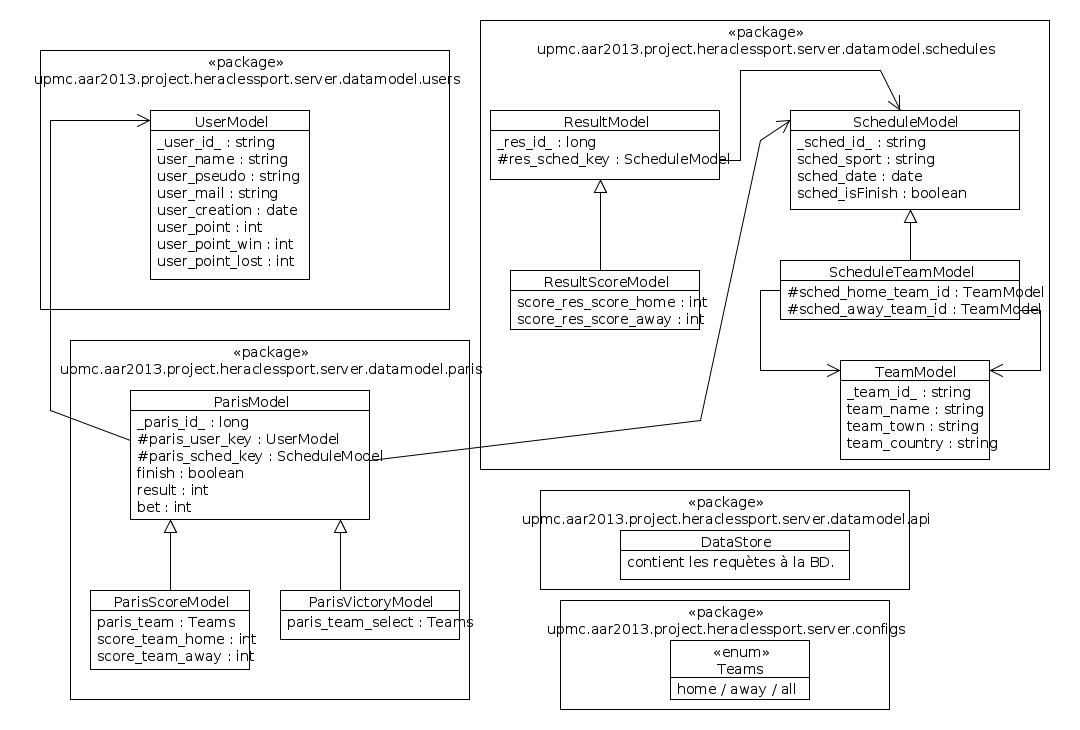 «package»
upmc.aar2013.project.heraclessport.server.datamodel.users
UserModel
_user_id_ : string
user_name : string
user_pseudo : string
user_mail : string
user_creation : date
user_point : int
user_point_win : int
user_point_lost : int
«package»
upmc.aar2013.project.heraclessport.server.datamodel.schedules
ResultModel
_res_id_ : long
#res_sched_key : ScheduleModel
ScheduleModel
_sched_id_ : string
sched_sport : string
sched_date : date
sched_isFinish : boolean
ResultScoreModel
score_res_score_home : int
score_res_score_away : int
ScheduleTeamModel
#sched_home_team_id : TeamModel
#sched_away_team_id : TeamModel
TeamModel
_team_id_ : string
team_name : string
team_town : string
team_country : string
«package»
upmc.aar2013.project.heraclessport.server.datamodel.paris
ParisModel
_paris_id_ : long
#paris_user_key : UserModel
#paris_sched_key : ScheduleModel
finish : boolean
result : int
bet : int
ParisScoreModel
paris_team : Teams
score_team_home : int
score_team_away : int
ParisVictoryModel
paris_team_select : Teams
«package»
upmc.aar2013.project.heraclessport.server.datamodel.api
DataStore
contient les requètes à la BD.
«package»
upmc.aar2013.project.heraclessport.server.configs
«enum»
Teams
home / away / all